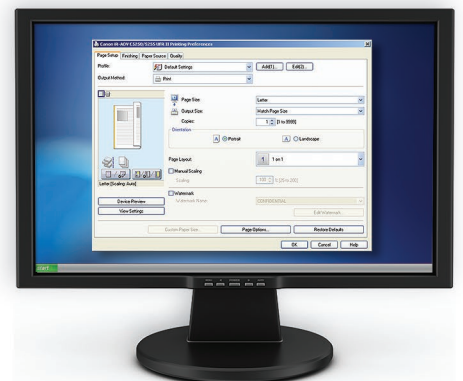 Canon iR-ADV C5250/5255 UFR II Printing Preferences
Page Setup Finishing Paper Source Quality
Profile: Default Settings Add(1)... Edit(2)...
Output Method: Print
Page Size: Letter
Output Size: Match Page Size
Copies: 1 [1 to 9999]
Orientation
A Portrait A Landscape
Page Layout: 1 1 on 1
Manual Scaling
Scaling: % [25 to 200]
Letter [Scaling: Auto]
Watermark
Watermark Name: CONFIDENTIAL
Device Preview
Edit Watermark...
View Settings
Custom Paper Size... Page Options... Restore Defaults
OK Cancel Help
start